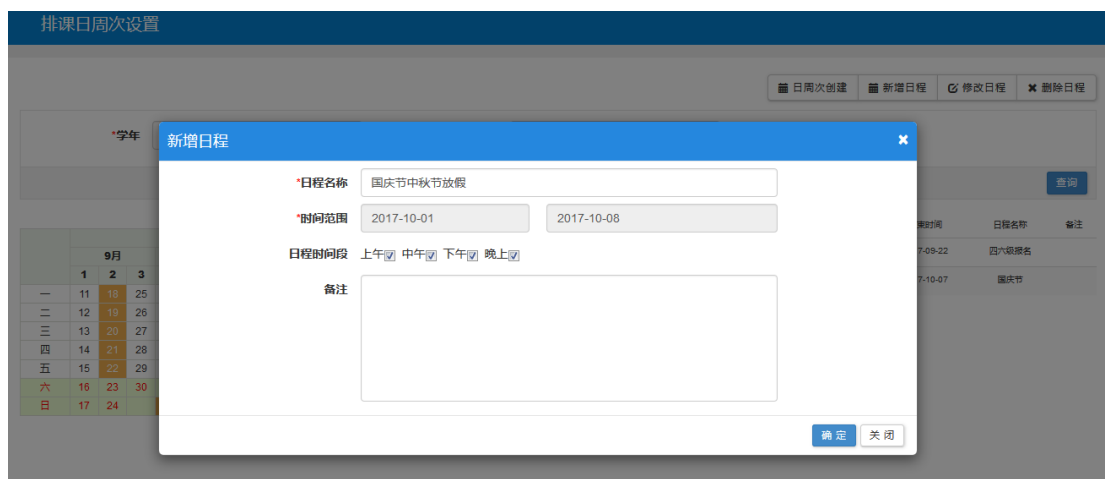 排课日周次设置
日周次创建 新增日程 修改日程 删除日程
*学年
新增日程
*日程名称 国庆节中秋节放假
*时间范围 2017-10-01 2017-10-08
日程时间段 上午 中午 下午 晚上
备注
确 定 关 闭
查询
束时间 日程名称 备注
7-09-22 四六级报名
7-10-07 国庆节
9月
1 2 3
一 11 18 25
二 12 19 26
三 13 20 27
四 14 21 28
五 15 22 29
六 16 23 30
日 17 24